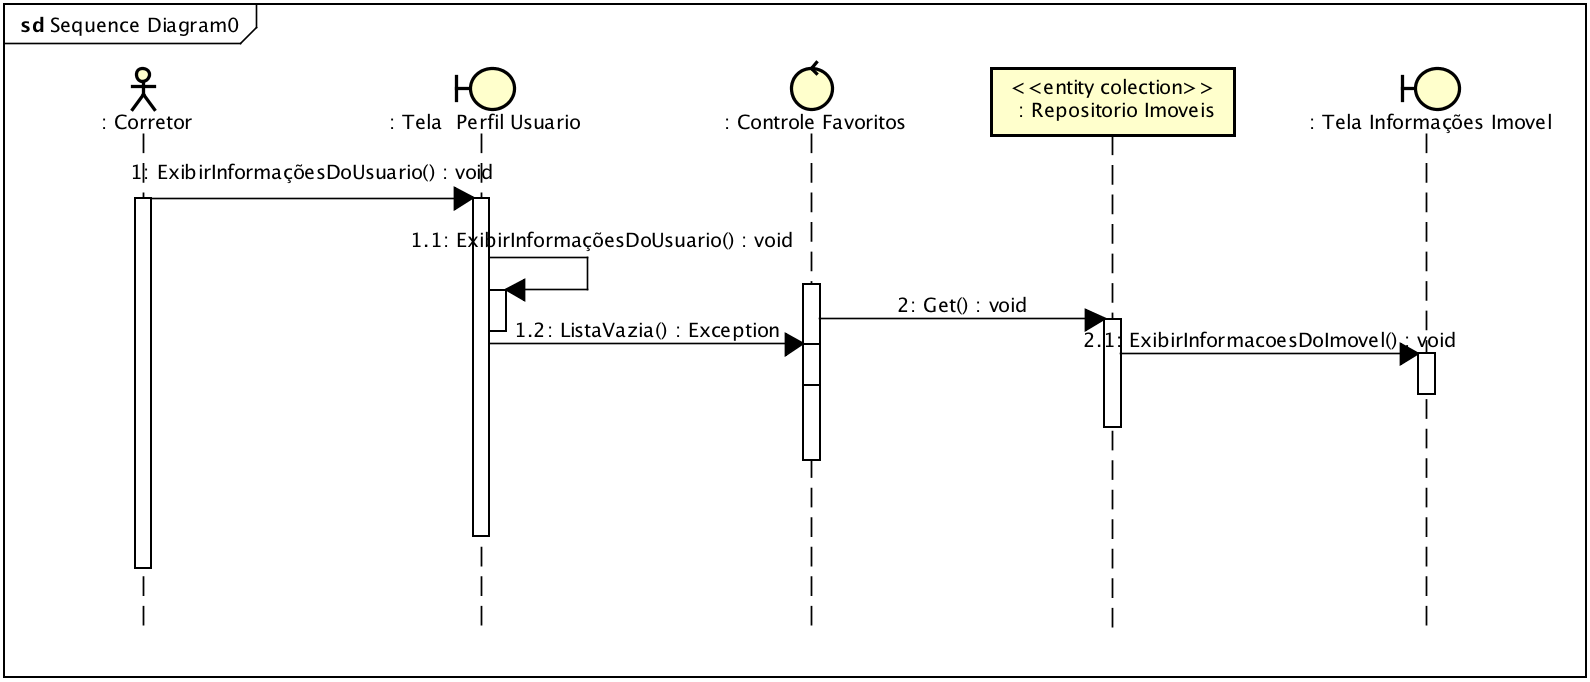 sd Sequence Diagram0
: Corretor
: Tela Perfil Usuario
: Controle Favoritos
<<entity colection>>
: Repositorio Imoveis
: Tela Informações Imovel
1: ExibirInformaçõesDoUsuario() : void
1.1: ExibirInformaçõesDoUsuario() : void
2: Get() : void
1.2: ListaVazia() : Exception
2.1: ExibirInformacoesDoImovel() : void